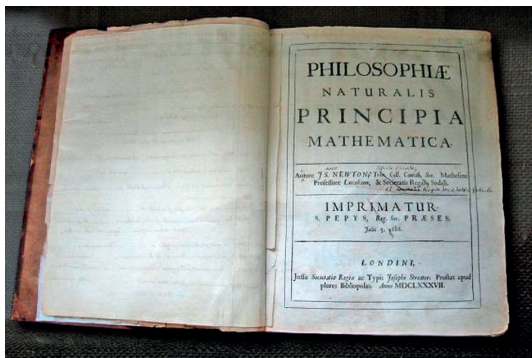 PHILOSOPHIÆ
NATURALIS
PRINCIPIA
MATHEMATICA.
Autore J S. NEWTON, Trin. Coll. Cantab. Soc. Matheseos
Professore Lucasiano, & Societatis Regalis Sodali.
IMPRIMATUR.
S. PEPYS, Reg. Soc. PRÆSES.
Julii 5. 1686.
LONDINI,
Jussu Societatis Regiæ ac Typis Josephi Streater. Prostat apud
plures Bibliopolas. Anno MDCLXXXVII.